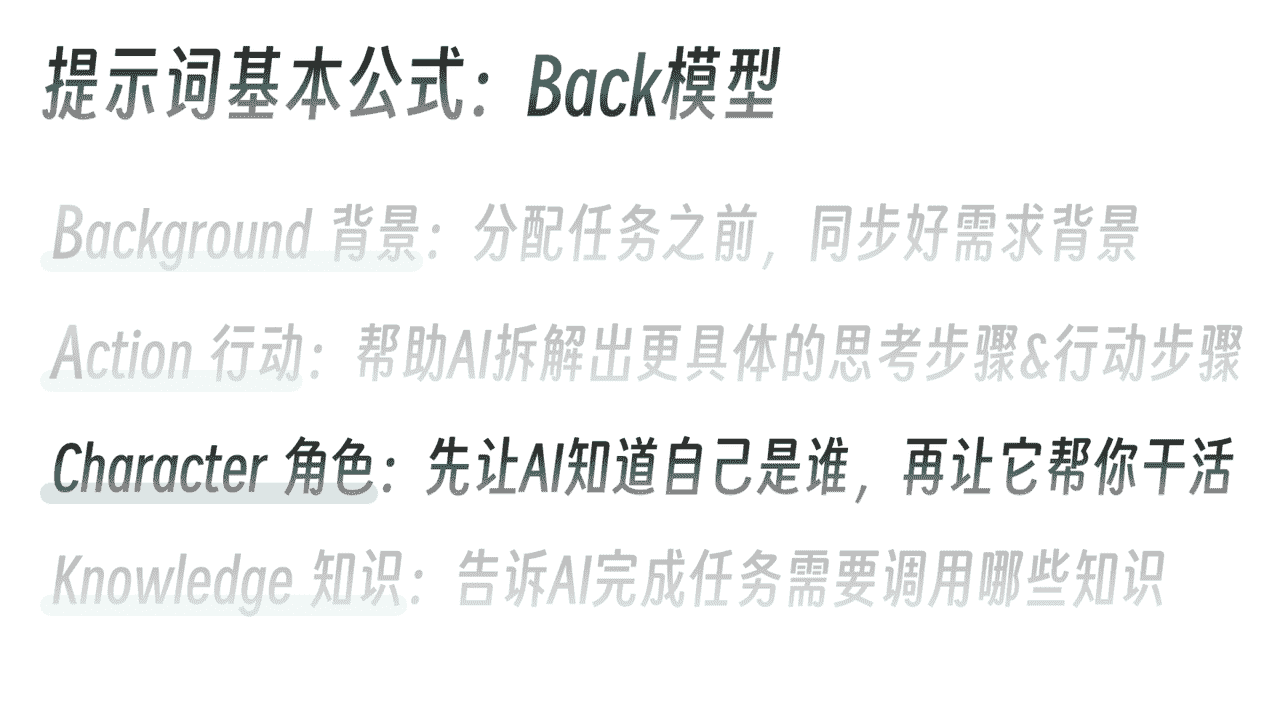 提示词基本公式：Back模型
Background 背景：分配任务之前，同步好需求背景
Action 行动：帮助AI拆解出更具体的思考步骤&行动步骤
Character 角色：先让AI知道自己是谁，再让它帮你干活
Knowledge 知识：告诉AI完成任务需要调用哪些知识